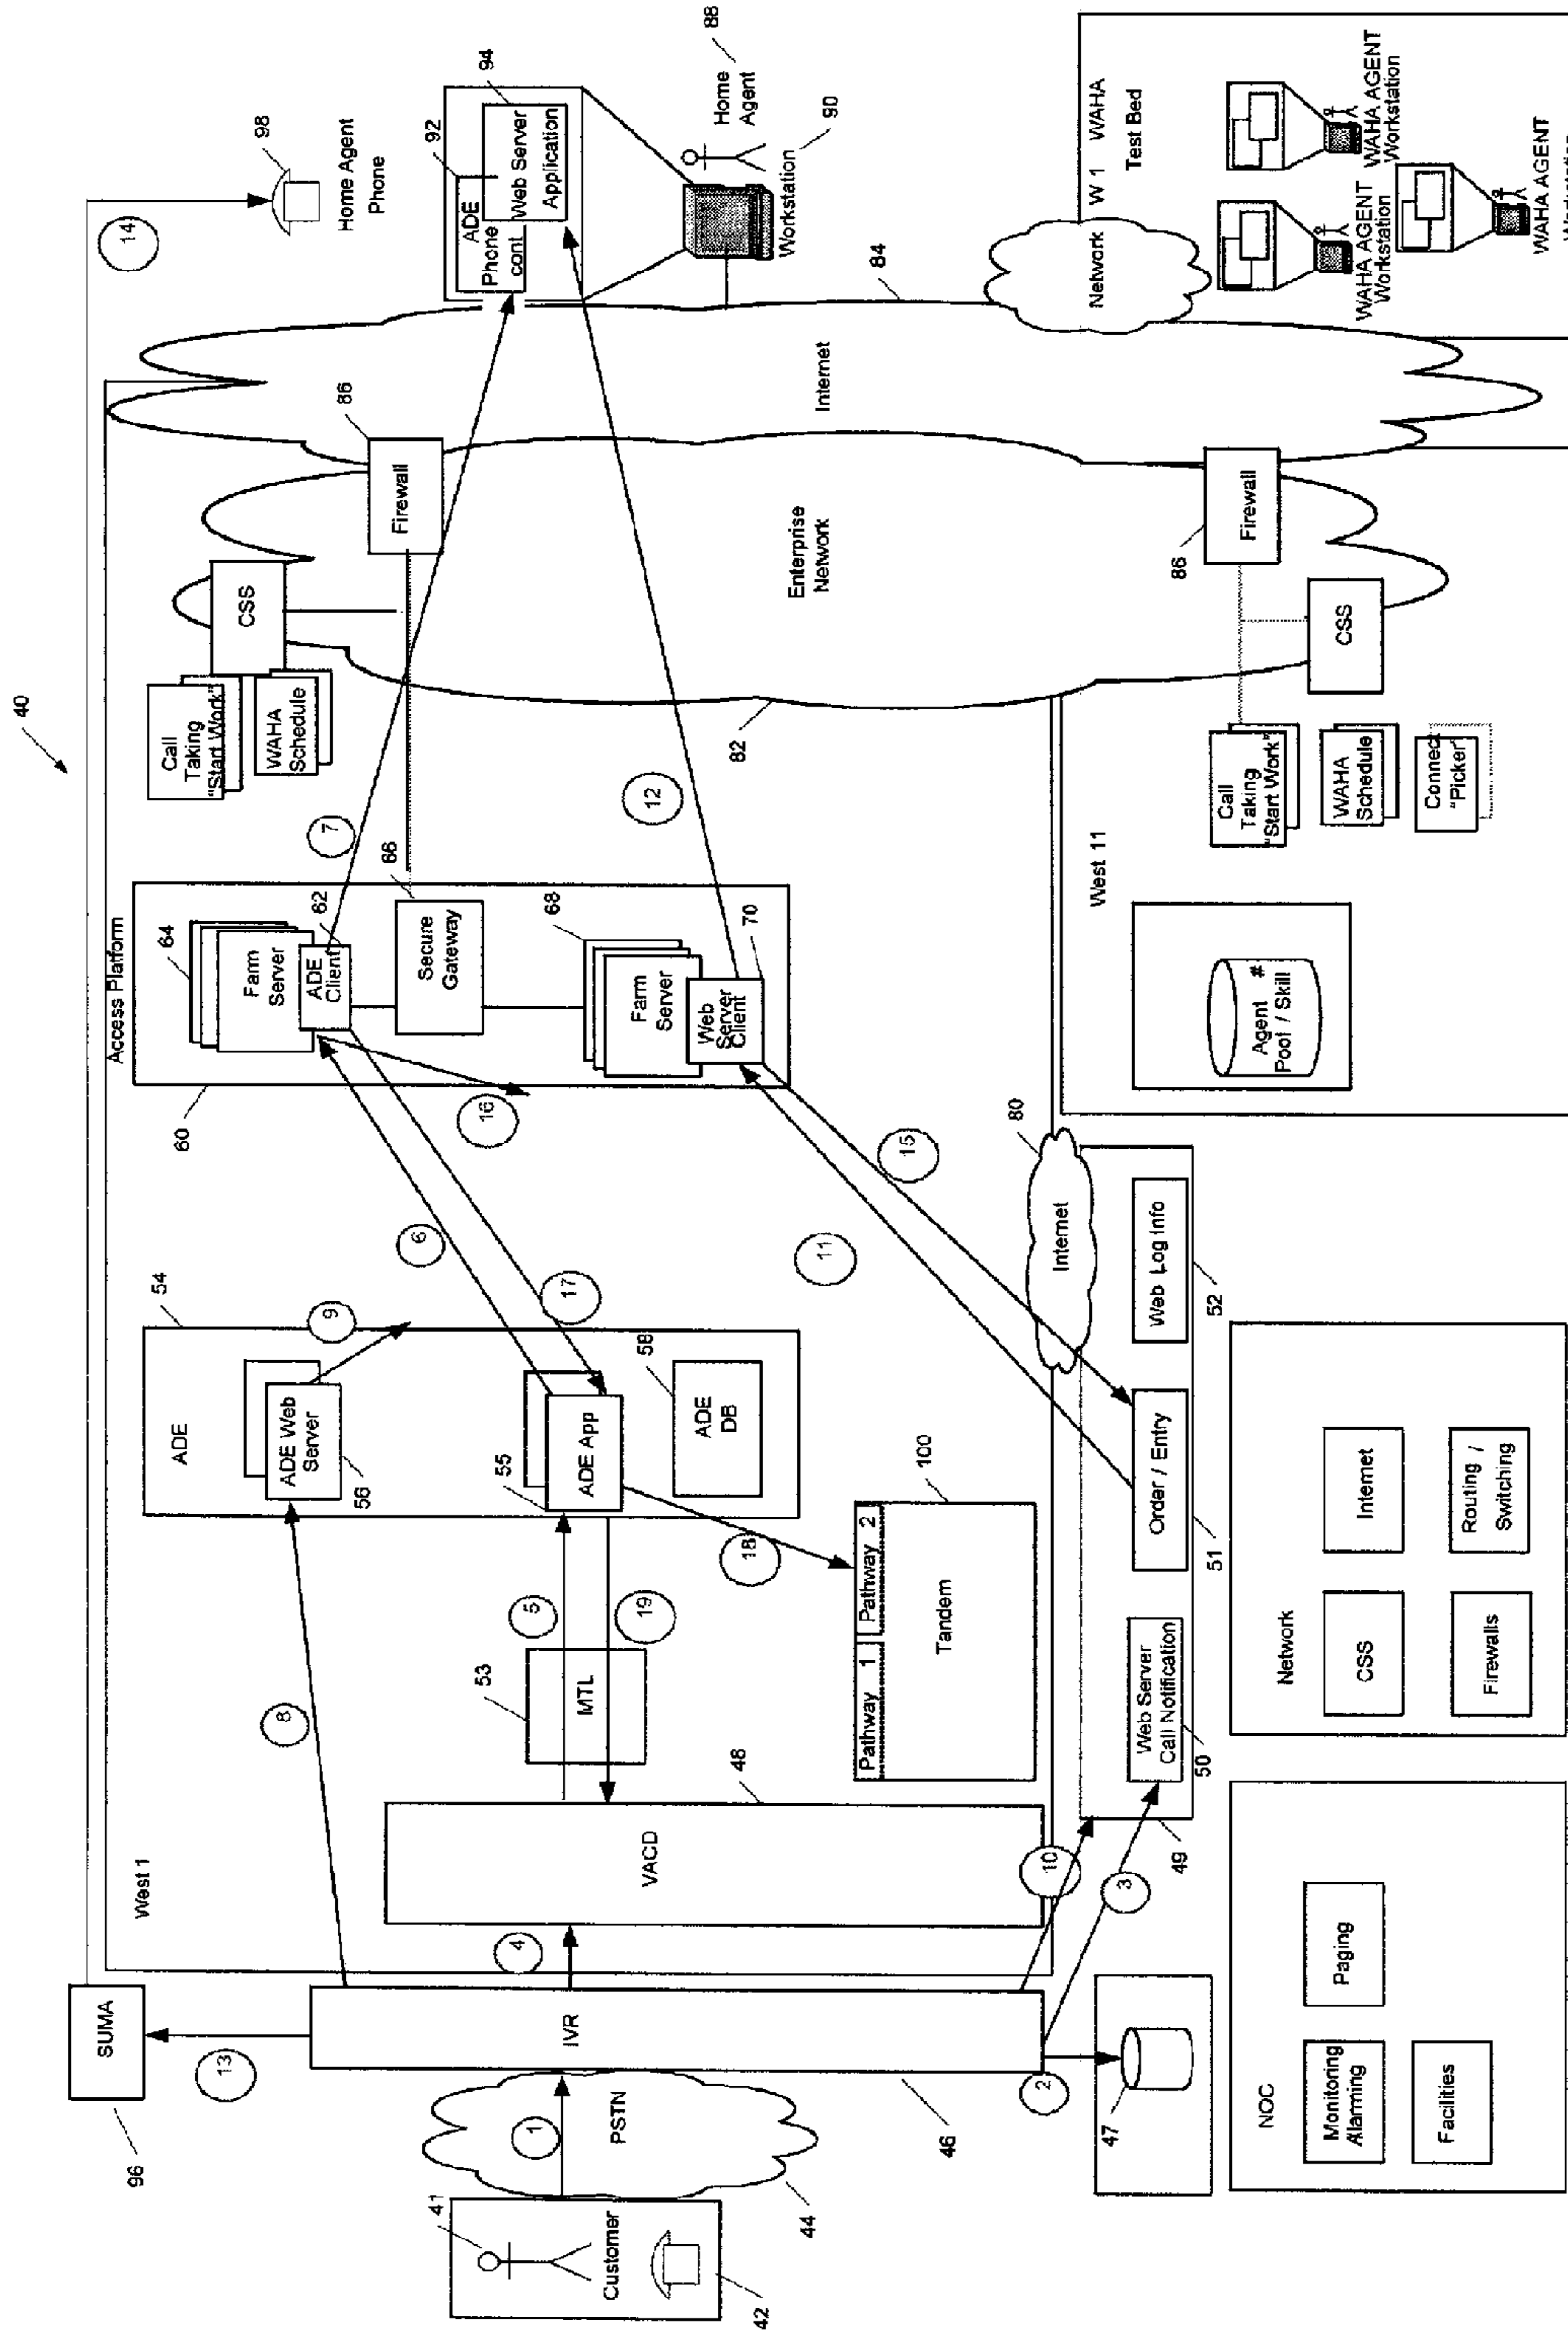 40
14
98
Home Agent
Phone
SUMA
96
13
West 1
Access Platform
Call
Taking
"Start Work"
WAHA
Schedule
CSS
86
Firewall
Internet
84
92
94
ADE
Phone
cont
Web Server
Application
88
Home
Agent
90
Workstation
Network
W 1 WAHA
Test Bed
WAHA AGENT
Workstation
WAHA AGENT
Workstation
WAHA AGENT
Enterprise
Network
82
64
Farm
Server
62
ADE
Client
7
66
Secure
Gateway
68
Farm
Server
70
Web
Server
Client
12
60
16
6
17
15
11
54
9
ADE
ADE Web
Server
56
55
ADE App
58
ADE
DB
8
5
19
53
MTL
18
100
Pathway 1
Pathway 2
Tandem
48
VACD
4
10
3
IVR
46
2
47
1
PSTN
44
41
Customer
42
80
Internet
Web Log Info
52
Order / Entry
51
Web Server
Call Notification
50
49
West 11
Agent #
Poot / Skill
Call
Taking
"Start Work"
WAHA
Schedule
Connect
"Picker"
86
Firewall
CSS
NOC
Monitoring
Alarming
Paging
Facilities
Network
CSS
Internet
Firewalls
Routing /
Switching